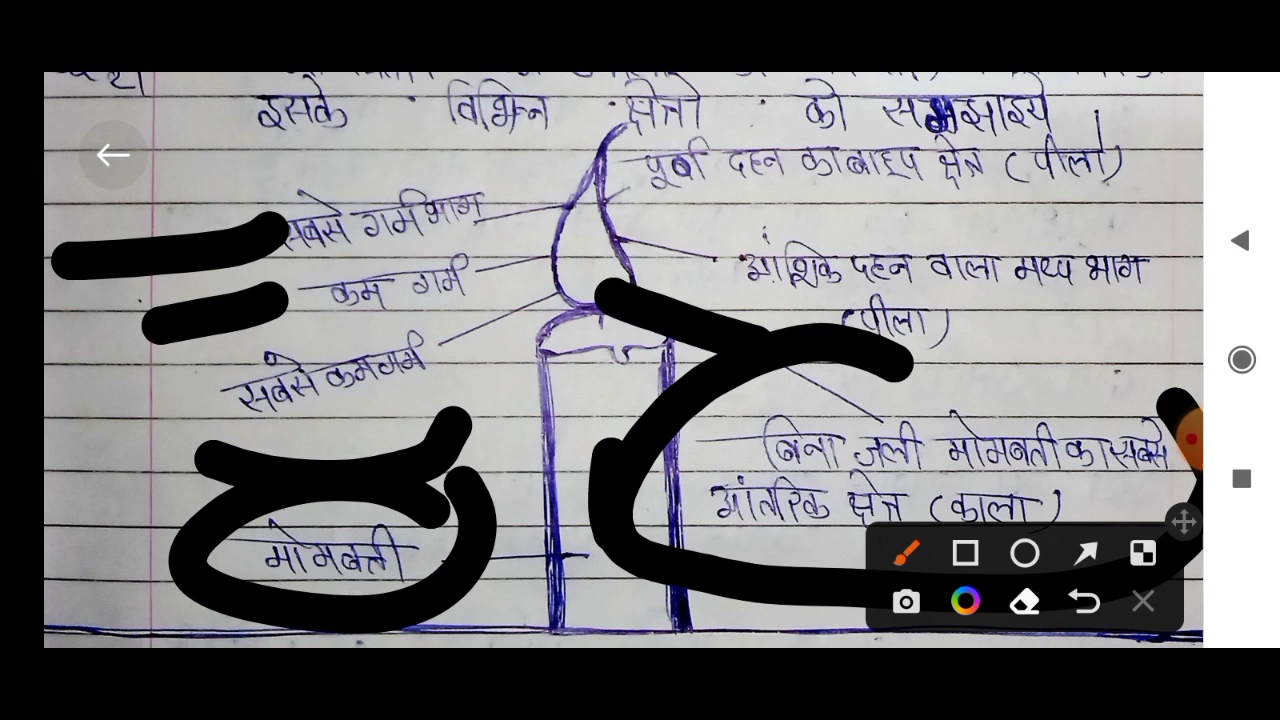 इसके विभिन्न क्षेत्रो को समझाइये
पूर्ण दहन का बाह्य क्षेत्र (पीला)
सबसे गर्म भाग
आंशिक दहन वाला मध्य भाग
(पीला)
कम गर्म
सबसे कम गर्म
बिना जली मोमबती का सबसे
आंतरिक क्षेत्र (काला)
मोमबती